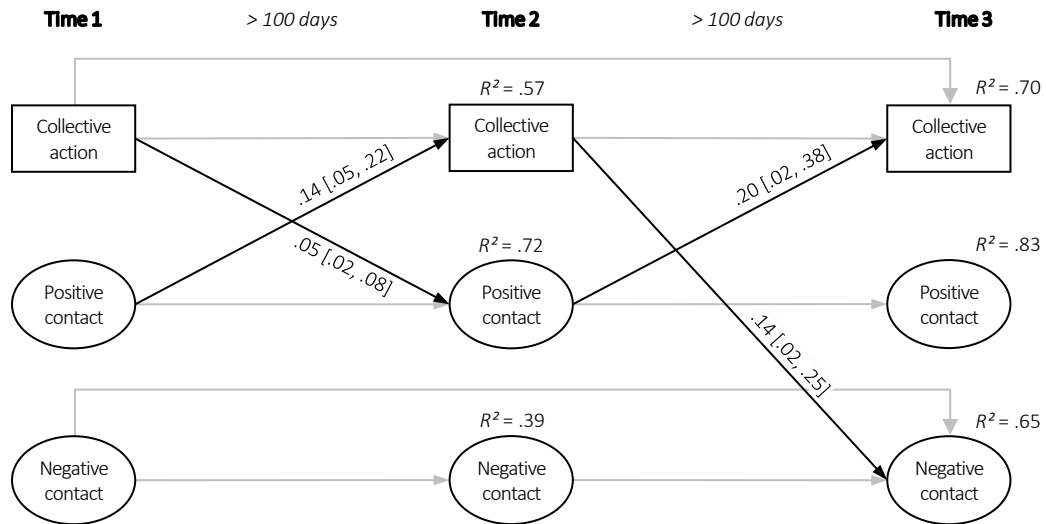 Time 1
> 100 days
Time 2
> 100 days
Time 3
R² = .57
R² = .70
Collective
action
Collective
action
Collective
action
.14 [.05, .22]
.20 [.02, .38]
.05 [.02, .08]
R² = .72
R² = .83
Positive
contact
Positive
contact
Positive
contact
.14 [.02, .25]
R² = .39
R² = .65
Negative
contact
Negative
contact
Negative
contact